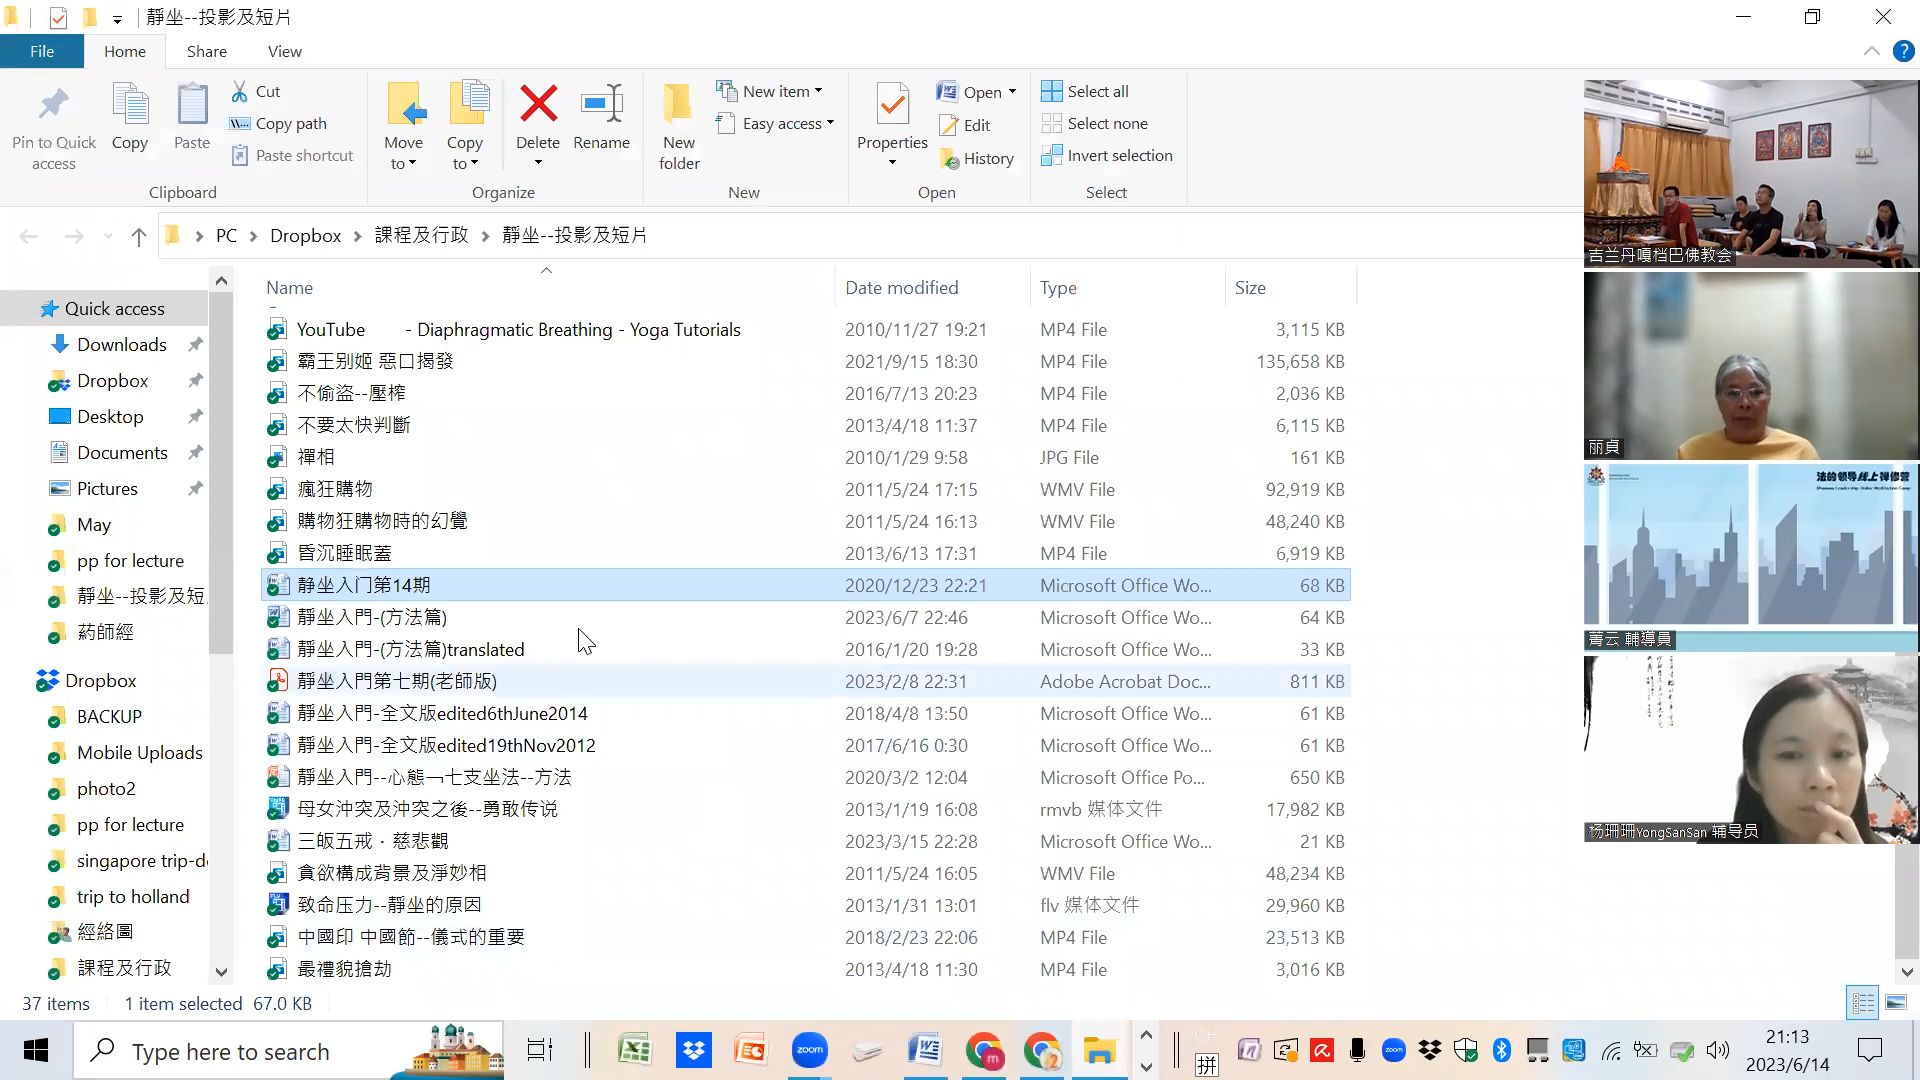 靜坐--投影及短片
File
Home
Share
View
Pin to Quick access
Copy
Paste
Cut
Copy path
Paste shortcut
Clipboard
Move to
Copy to
Delete
Rename
Organize
New folder
New item
Easy access
New
Properties
Open
Edit
History
Open
Select all
Select none
Invert selection
Select
PC
Dropbox
課程及行政
靜坐--投影及短片
Quick access
Downloads
Dropbox
Desktop
Documents
Pictures
May
pp for lecture
靜坐--投影及短
葯師經
Dropbox
BACKUP
Mobile Uploads
photo2
pp for lecture
singapore trip-d
trip to holland
經絡圖
課程及行政
Name Date modified Type Size
YouTube - Diaphragmatic Breathing - Yoga Tutorials 2010/11/27 19:21 MP4 File 3,115 KB
霸王别姬 惡口揭發 2021/9/15 18:30 MP4 File 135,658 KB
不偷盜--壓榨 2016/7/13 20:23 MP4 File 2,036 KB
不要太快判斷 2013/4/18 11:37 MP4 File 6,115 KB
禪相 2010/1/29 9:58 JPG File 161 KB
瘋狂購物 2011/5/24 17:15 WMV File 92,919 KB
購物狂購物時的幻覺 2011/5/24 16:13 WMV File 48,240 KB
昏沉睡眠蓋 2013/6/13 17:31 MP4 File 6,919 KB
静坐入门第14期 2020/12/23 22:21 Microsoft Office Wo... 68 KB
靜坐入門-(方法篇) 2023/6/7 22:46 Microsoft Office Wo... 64 KB
靜坐入門-(方法篇)translated 2016/1/20 19:28 Microsoft Office Wo... 33 KB
靜坐入門第七期(老師版) 2023/2/8 22:31 Adobe Acrobat Doc... 811 KB
靜坐入門-全文版edited6thJune2014 2018/4/8 13:50 Microsoft Office Wo... 61 KB
靜坐入門-全文版edited19thNov2012 2017/6/16 0:30 Microsoft Office Wo... 61 KB
靜坐入門--心態﹁七支坐法--方法 2020/3/2 12:04 Microsoft Office Po... 650 KB
母女沖突及沖突之後--勇敢传说 2013/1/19 16:08 rmvb 媒体文件 17,982 KB
三皈五戒．慈悲觀 2023/3/15 22:28 Microsoft Office Wo... 21 KB
貪欲構成背景及淨妙相 2011/5/24 16:05 WMV File 48,234 KB
致命压力--靜坐的原因 2013/1/31 13:01 flv 媒体文件 29,960 KB
中國印 中國節--儀式的重要 2018/2/23 22:06 MP4 File 23,513 KB
最禮貌搶劫 2013/4/18 11:30 MP4 File 3,016 KB
37 items 1 item selected 67.0 KB
吉兰丹嘎档巴佛教会
丽貞
法的领导线上禅修营
菁云 輔導員
杨珊珊YongSanSan 辅导员
Type here to search
zoom
CH
拼
zoom
21:13
2023/6/14